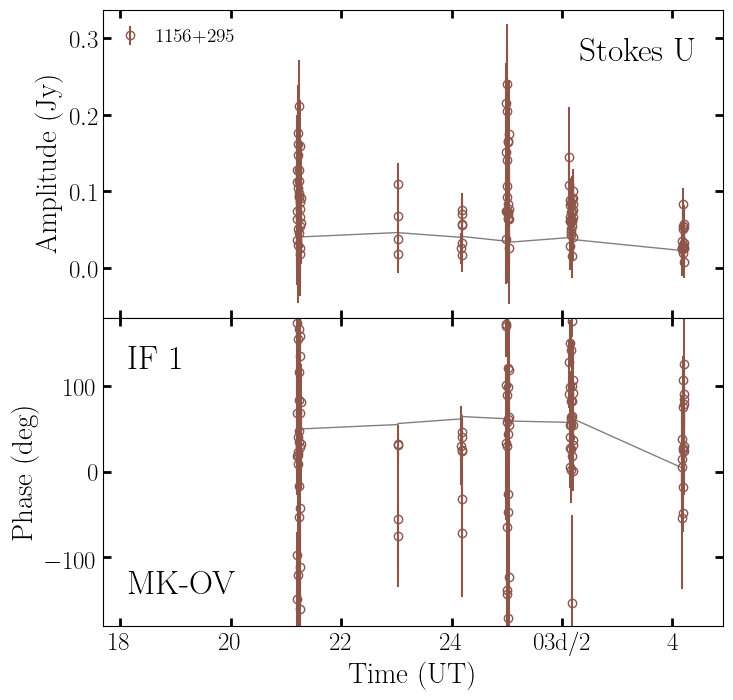 1156+295
Stokes U
Amplitude (Jy)
0.3
0.2
0.1
0.0
IF 1
MK-OV
Phase (deg)
100
0
−100
18 20 22 24 03d/2 4
Time (UT)